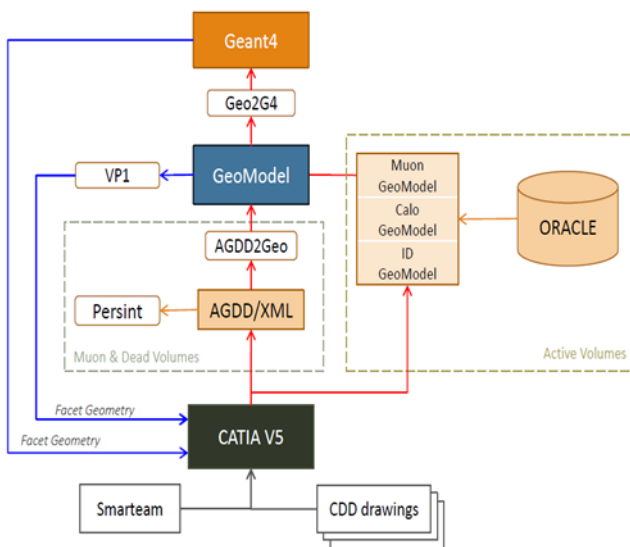 Geant4
Geo2G4
VP1
GeoModel
Muon
GeoModel
Calo
GeoModel
ID
GeoModel
ORACLE
AGDD2Geo
Persint
AGDD/XML
Muon & Dead Volumes
Active Volumes
Facet Geometry
Facet Geometry
CATIA V5
Smarteam
CDD drawings